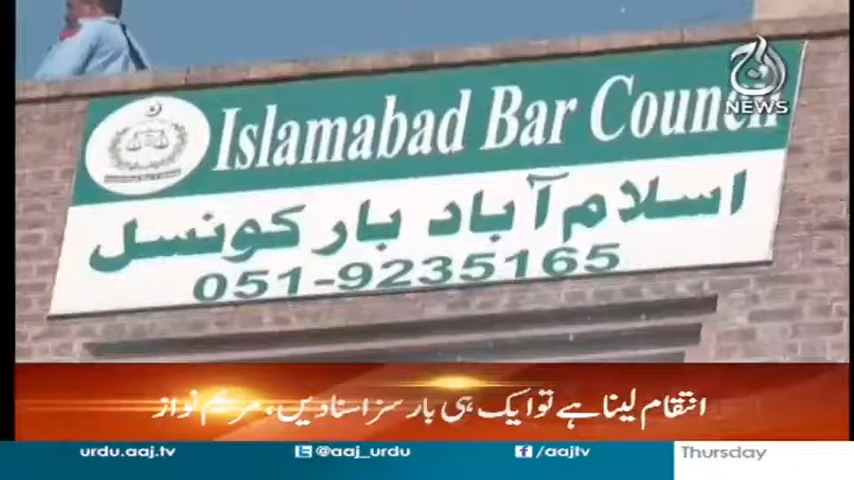 Islamabad Bar Council
آج
NEWS
اسلام آباد بار کونسل
051-9235165
انتقام لینا ہے تو ایک ہی بار سزا سنا دیں، مریم نواز
urdu.aaj.tv
@aaj_urdu
/aajtv
Thursday